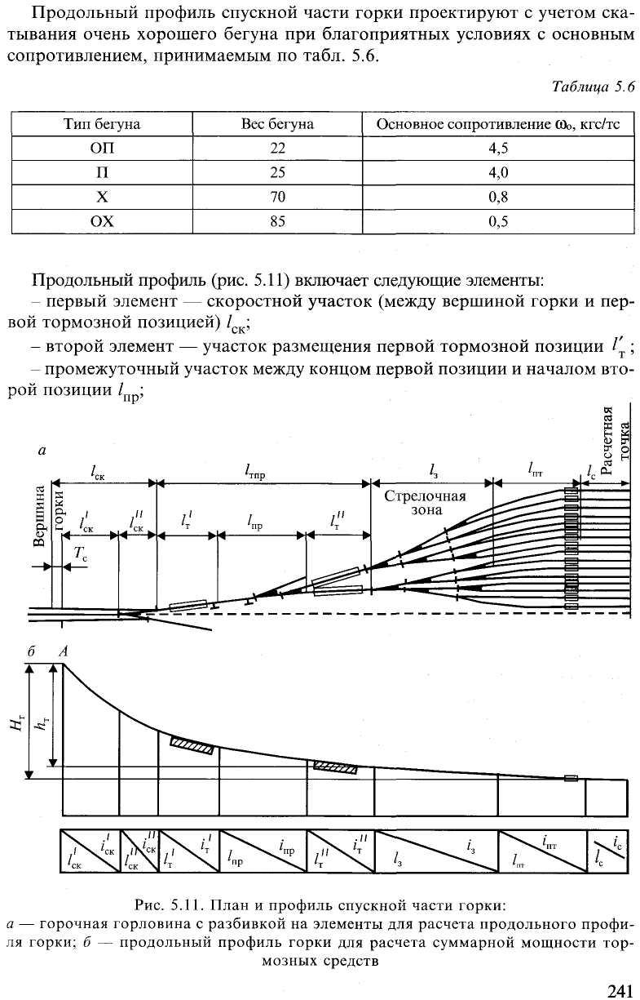 Продольный профиль спускной части горки проектируют с учетом ска-
тывания очень хорошего бегуна при благоприятных условиях с основным
сопротивлением, принимаемым по табл. 5.6.
Таблица 5.6
Тип бегуна Вес бегуна Основное сопротивление ω₀, кгс/тс
ОП 22 4,5
П 25 4,0
Х 70 0,8
ОХ 85 0,5
Продольный профиль (рис. 5.11) включает следующие элементы:
– первый элемент — скоростной участок (между вершиной горки и пер-
вой тормозной позицией) lск;
– второй элемент — участок размещения первой тормозной позиции l′т ;
– промежуточный участок между концом первой позиции и началом вто-
рой позиции lпр;
а
Вершина
горки
Расчетная
точка
lск lтпр lз lпт lс
Стрелочная
зона
l′ск l″ск l′т lпр l″т
Tс
б A
Hт hт
l′ск i′ск l″ск i″ск l′т i′т lпр iпр l″т i″т lз iз lпт iпт lс iс
Рис. 5.11. План и профиль спускной части горки:
а — горочная горловина с разбивкой на элементы для расчета продольного профи-
ля горки; б — продольный профиль горки для расчета суммарной мощности тор-
мозных средств
241